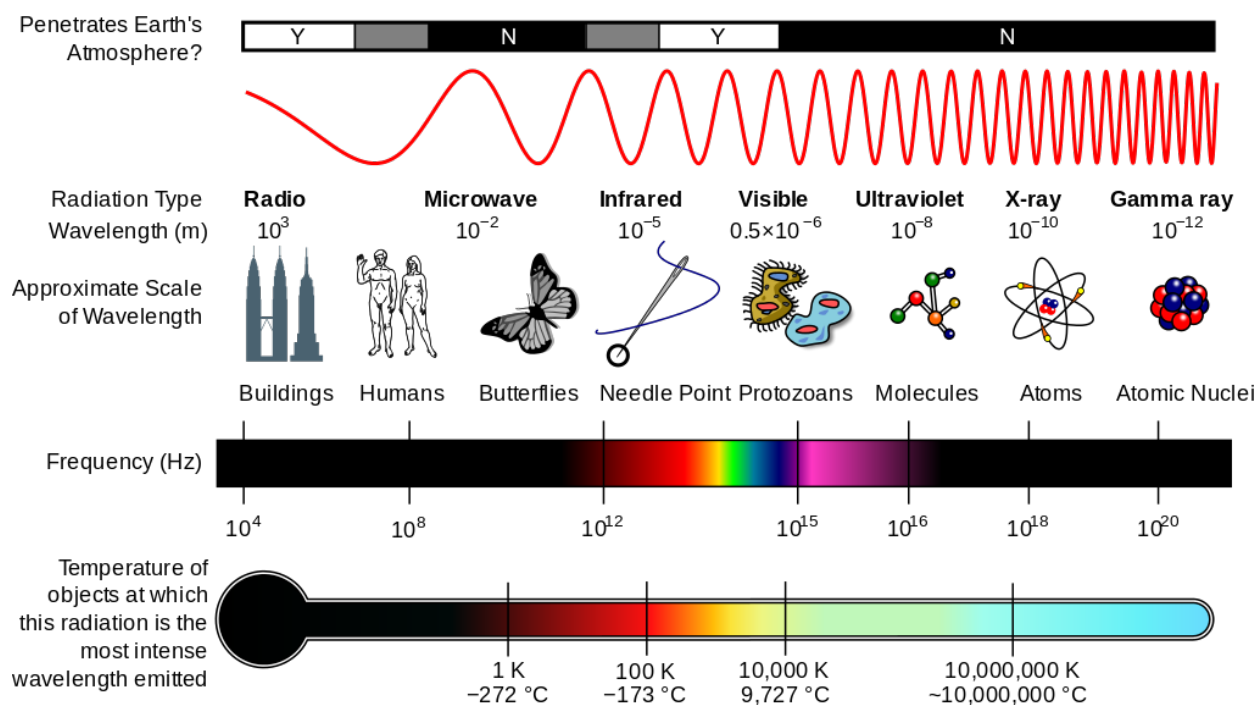 Penetrates Earth's
Atmosphere?
Y
N
Y
N
Radiation Type
Radio
Microwave
Infrared
Visible
Ultraviolet
X-ray
Gamma ray
Wavelength (m)
10³
10⁻²
10⁻⁵
0.5×10⁻⁶
10⁻⁸
10⁻¹⁰
10⁻¹²
Approximate Scale
of Wavelength
Buildings
Humans
Butterflies
Needle Point
Protozoans
Molecules
Atoms
Atomic Nuclei
Frequency (Hz)
10⁴
10⁸
10¹²
10¹⁵
10¹⁶
10¹⁸
10²⁰
Temperature of
objects at which
this radiation is the
most intense
wavelength emitted
1 K
−272 °C
100 K
−173 °C
10,000 K
9,727 °C
10,000,000 K
~10,000,000 °C